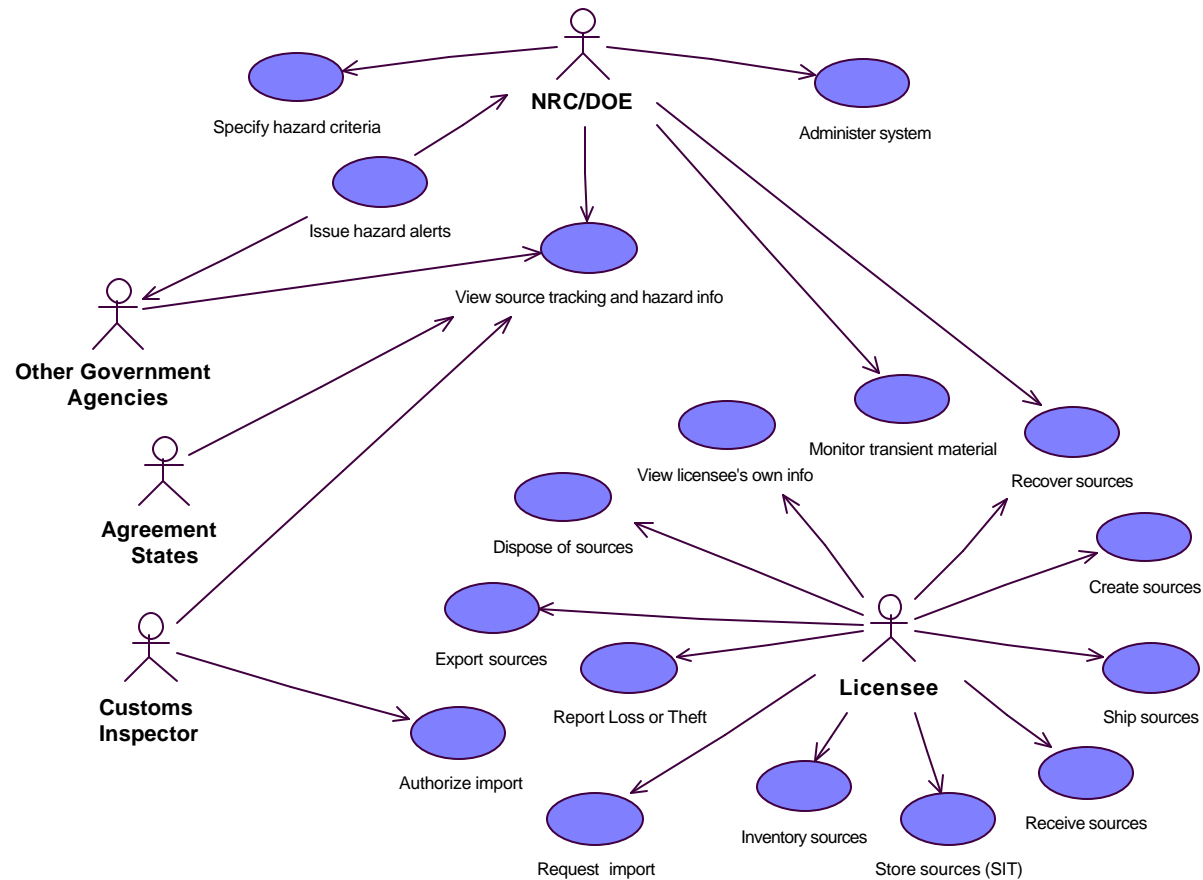 NRC/DOE
Specify hazard criteria
Administer system
Issue hazard alerts
View source tracking and hazard info
Other Government
Agencies
Monitor transient material
View licensee's own info
Recover sources
Agreement
States
Dispose of sources
Create sources
Export sources
Licensee
Customs
Inspector
Report Loss or Theft
Ship sources
Authorize import
Receive sources
Inventory sources
Request import
Store sources (SIT)